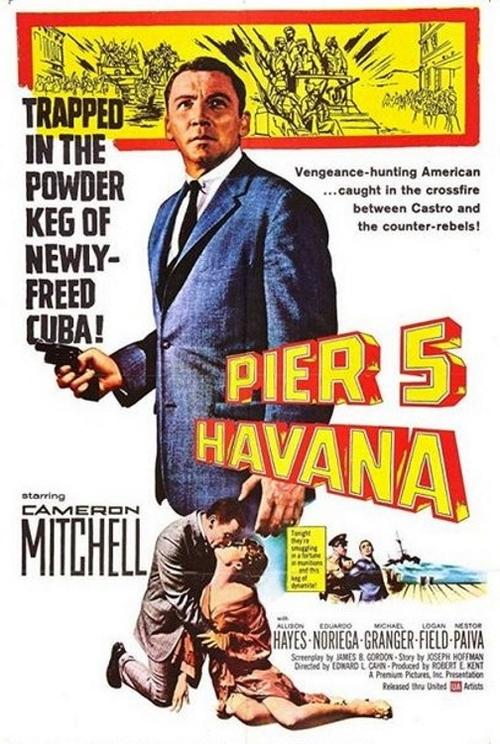 TRAPPED
IN THE
POWDER
KEG OF
NEWLY-
FREED
CUBA!
Vengeance-hunting American
...caught in the crossfire
between Castro and
the counter-rebels!
PIER 5
HAVANA
starring
CAMERON
MITCHELL
Tonight
they're
smuggling
in a fortune
in munitions
and this
keg of
dynamite!
with
ALLISON EDUARDO MICHAEL LOGAN NESTOR
HAYES-NORIEGA-GRANGER-FIELD-PAIVA
Screenplay by JAMES B. GORDON - Story by JOSEPH HOFFMAN
Directed by EDWARD L. CAHN - Produced by ROBERT E. KENT
A Premium Pictures, Inc. Presentation
Released thru United UA Artists